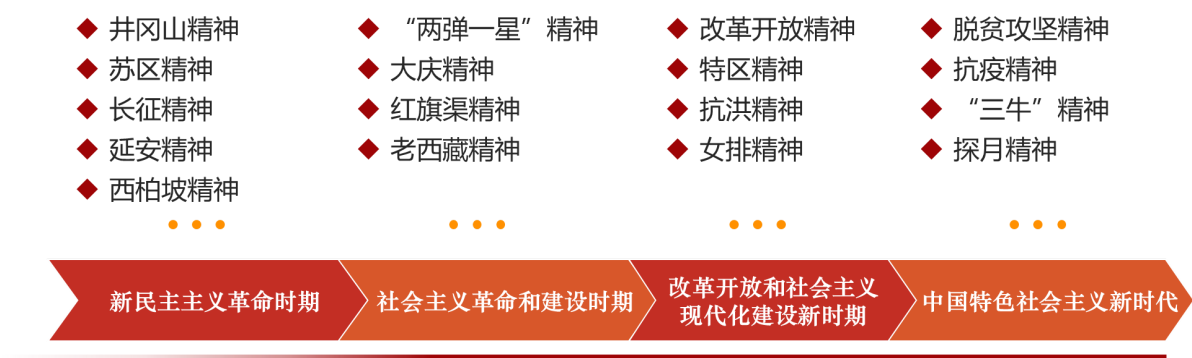 井冈山精神
苏区精神
长征精神
延安精神
西柏坡精神
“两弹一星”精神
大庆精神
红旗渠精神
老西藏精神
改革开放精神
特区精神
抗洪精神
女排精神
脱贫攻坚精神
抗疫精神
“三牛”精神
探月精神
新民主主义革命时期
社会主义革命和建设时期
改革开放和社会主义
现代化建设新时期
中国特色社会主义新时代